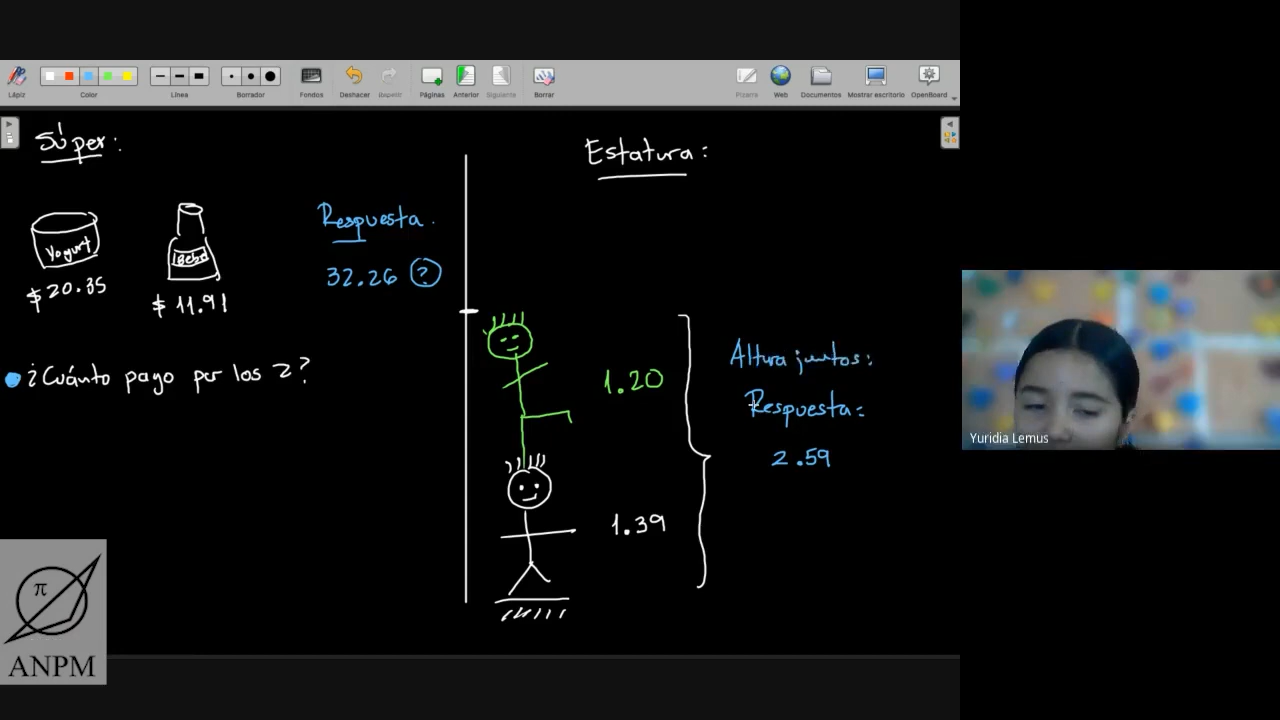 Lápiz
Color
Línea
Borrador
Fondos
Deshacer
Repetir
Páginas
Anterior
Siguiente
Borrar
Pizarra
Web
Documentos
Mostrar escritorio
OpenBoard
Súper:
Yogurt
$ 20.35
Bebe
$ 11.91
Respuesta.
32.26 ?
¿Cuánto pago por los 2?
Estatura:
1.20
1.39
Altura juntos:
Respuesta:
2.59
Yuridia Lemus
π
ANPM